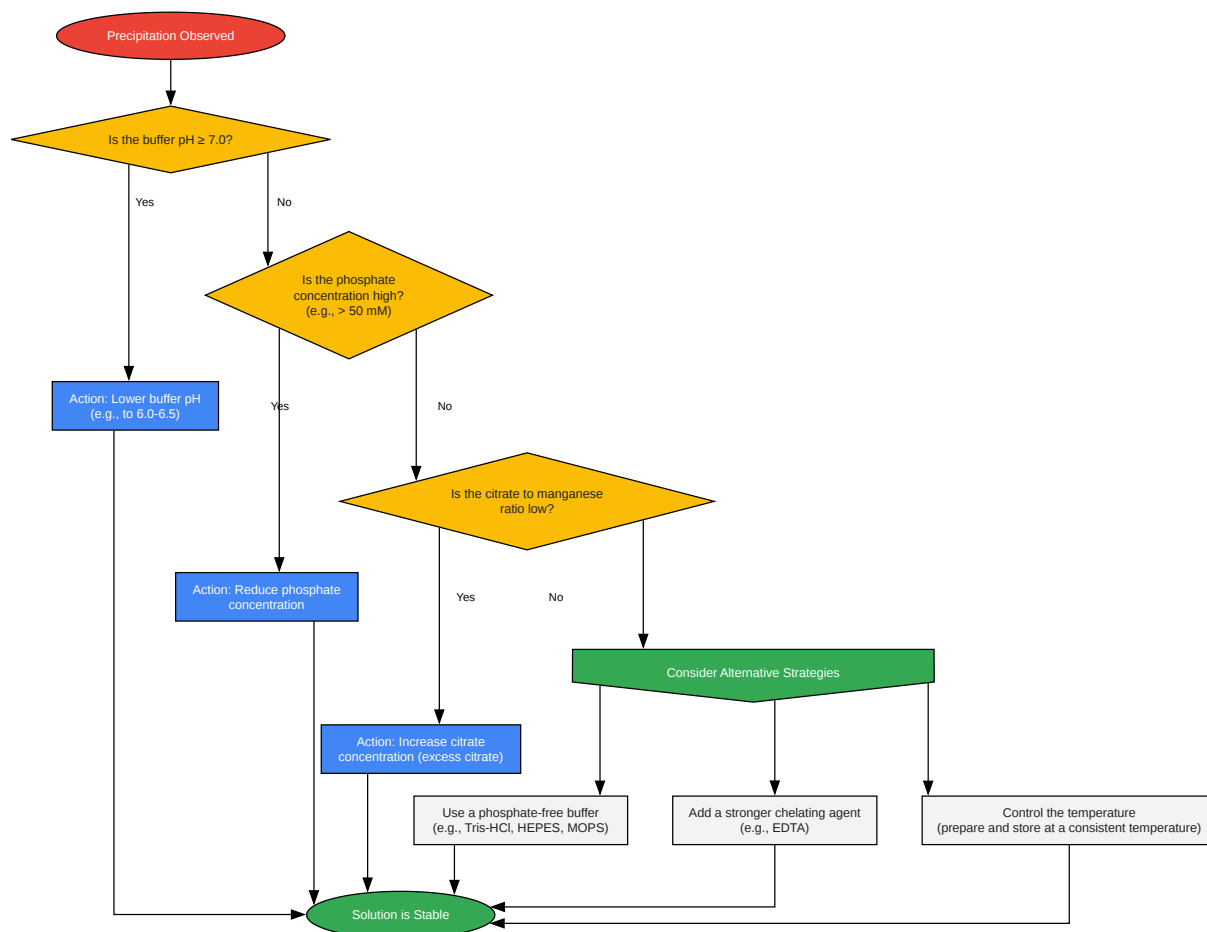 Precipitation Observed
Is the buffer pH ≥ 7.0?
Yes
No
Is the phosphate
concentration high?
(e.g., > 50 mM)
Action: Lower buffer pH
(e.g., to 6.0-6.5)
Yes
No
Is the citrate to manganese
ratio low?
Action: Reduce phosphate
concentration
Yes
No
Consider Alternative Strategies
Action: Increase citrate
concentration (excess citrate)
Use a phosphate-free buffer
(e.g., Tris-HCl, HEPES, MOPS)
Add a stronger chelating agent
(e.g., EDTA)
Control the temperature
(prepare and store at a consistent temperature)
Solution is Stable